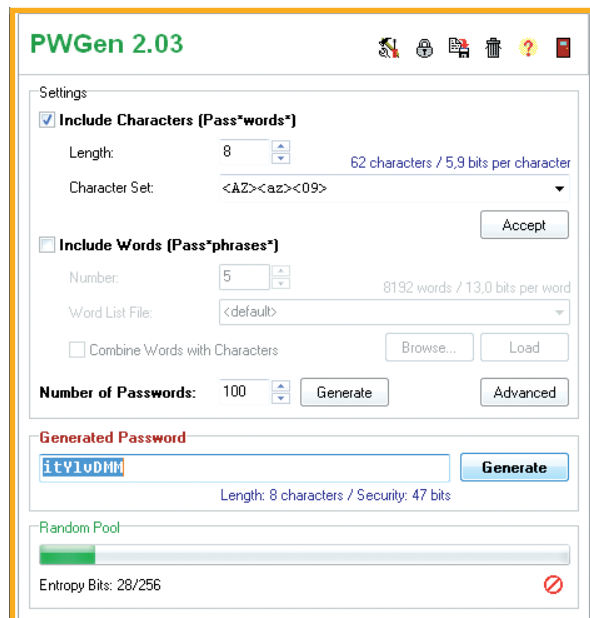 PWGen 2.03
?
Settings
Include Characters (Pass*words*)
Length: 8
62 characters / 5,9 bits per character
Character Set: <AZ><az><09>
Accept
Include Words (Pass*phrases*)
Number: 5
8192 words / 13,0 bits per word
Word List File: <default>
Combine Words with Characters Browse... Load
Number of Passwords: 100 Generate Advanced
Generated Password
itYlvDMM Generate
Length: 8 characters / Security: 47 bits
Random Pool
Entropy Bits: 28/256